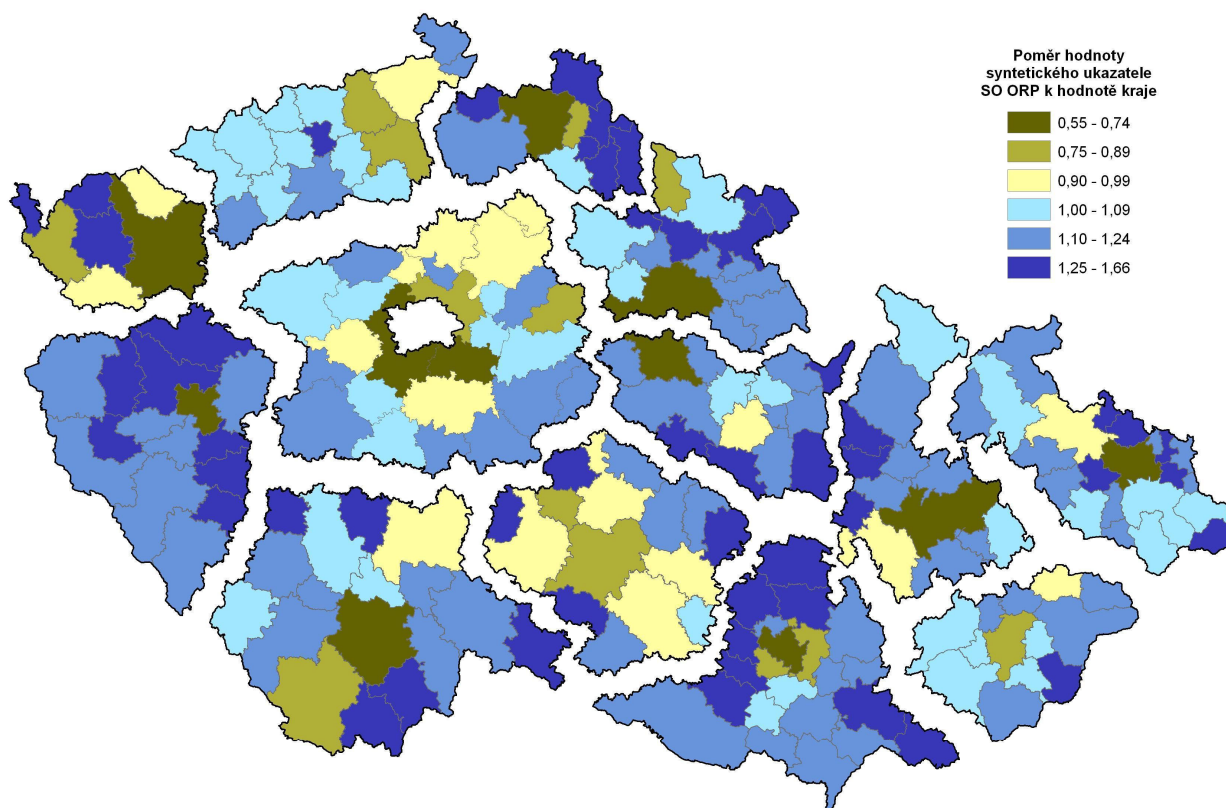 Poměr hodnoty
syntetického ukazatele
SO ORP k hodnotě kraje
0,55 - 0,74
0,75 - 0,89
0,90 - 0,99
1,00 - 1,09
1,10 - 1,24
1,25 - 1,66